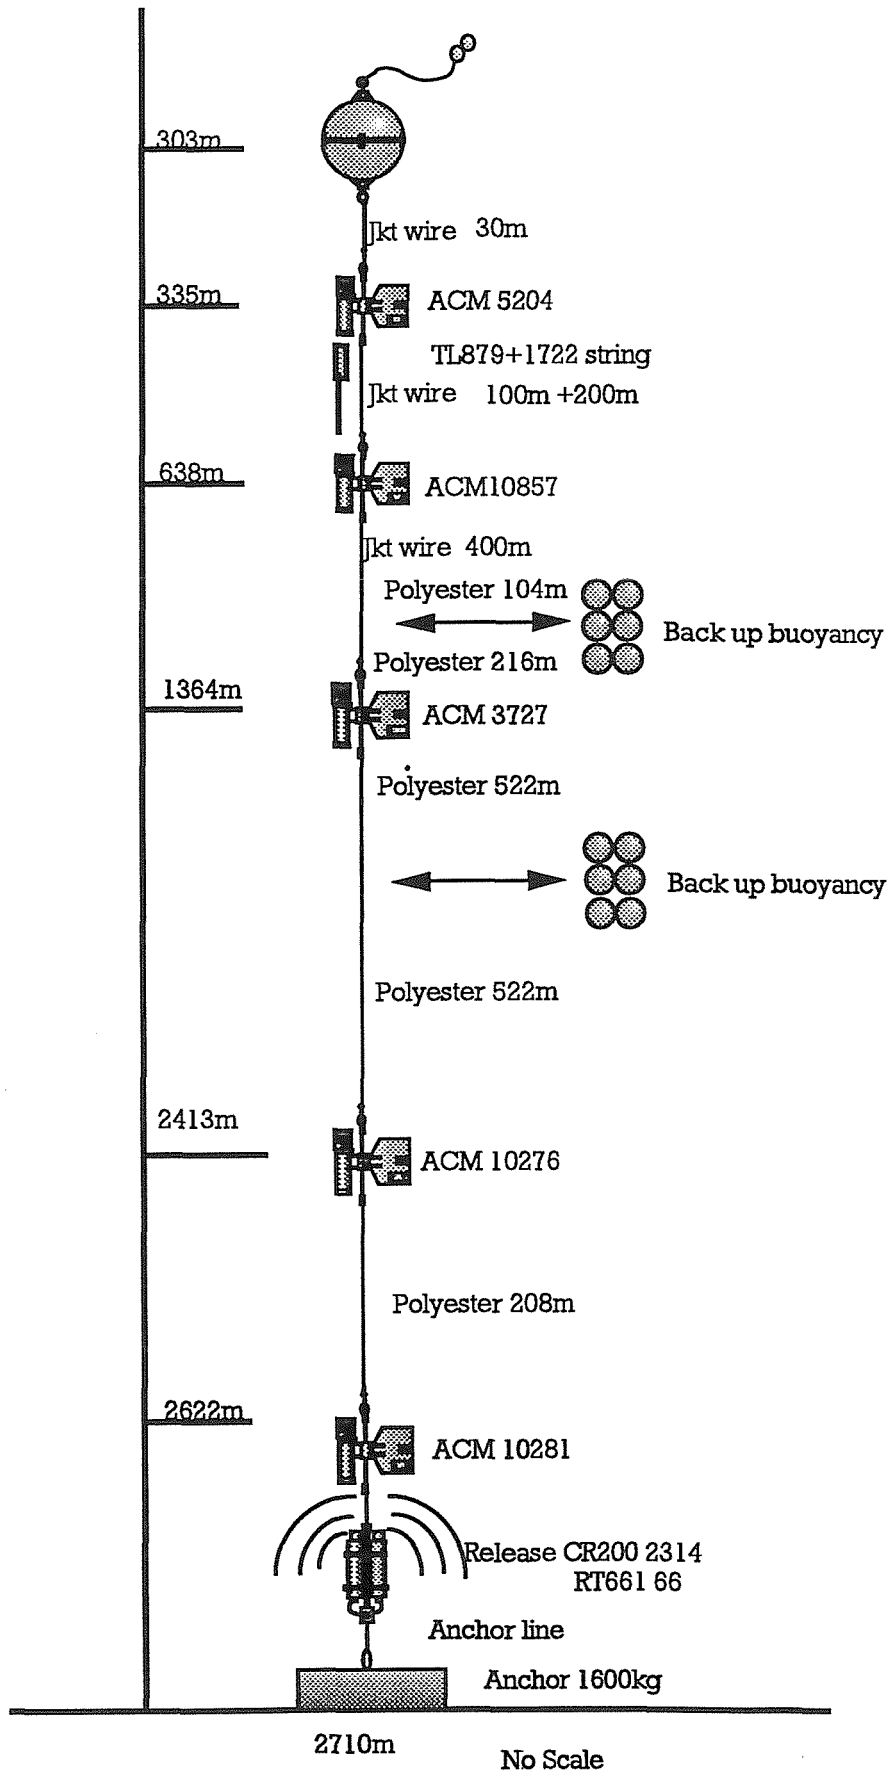 303m
Jkt wire 30m
335m
ACM 5204
TL879+1722 string
Jkt wire 100m +200m
638m
ACM10857
Jkt wire 400m
Polyester 104m
Back up buoyancy
Polyester 216m
1364m
ACM 3727
Polyester 522m
Back up buoyancy
Polyester 522m
2413m
ACM 10276
Polyester 208m
2622m
ACM 10281
Release CR200 2314
RT661 66
Anchor line
Anchor 1600kg
2710m
No Scale